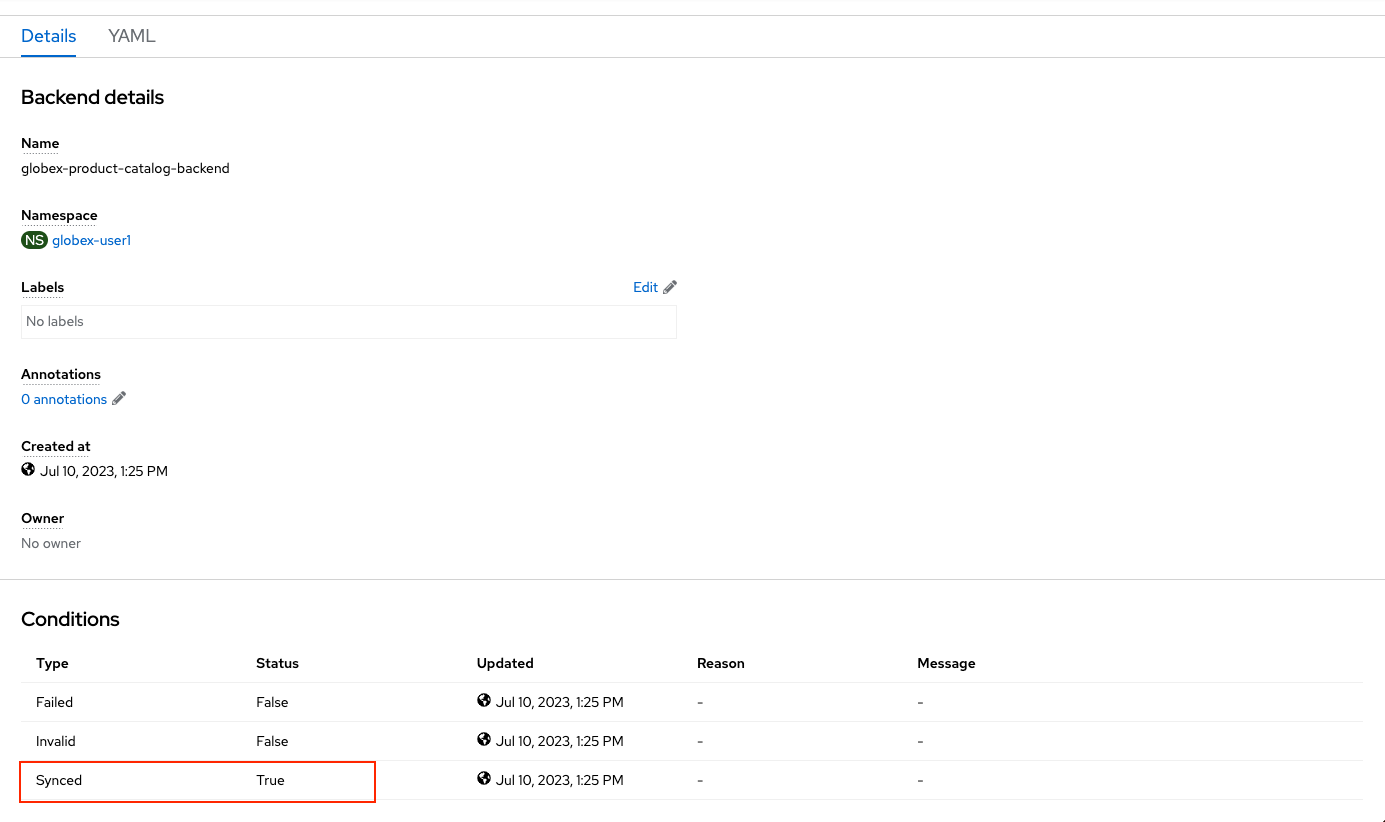 Details YAML
Backend details
Name
globex-product-catalog-backend
Namespace
NS globex-user1
Labels Edit
No labels
Annotations
0 annotations
Created at
Jul 10, 2023, 1:25 PM
Owner
No owner
Conditions
Type Status Updated Reason Message
Failed False Jul 10, 2023, 1:25 PM - -
Invalid False Jul 10, 2023, 1:25 PM - -
Synced True Jul 10, 2023, 1:25 PM - -